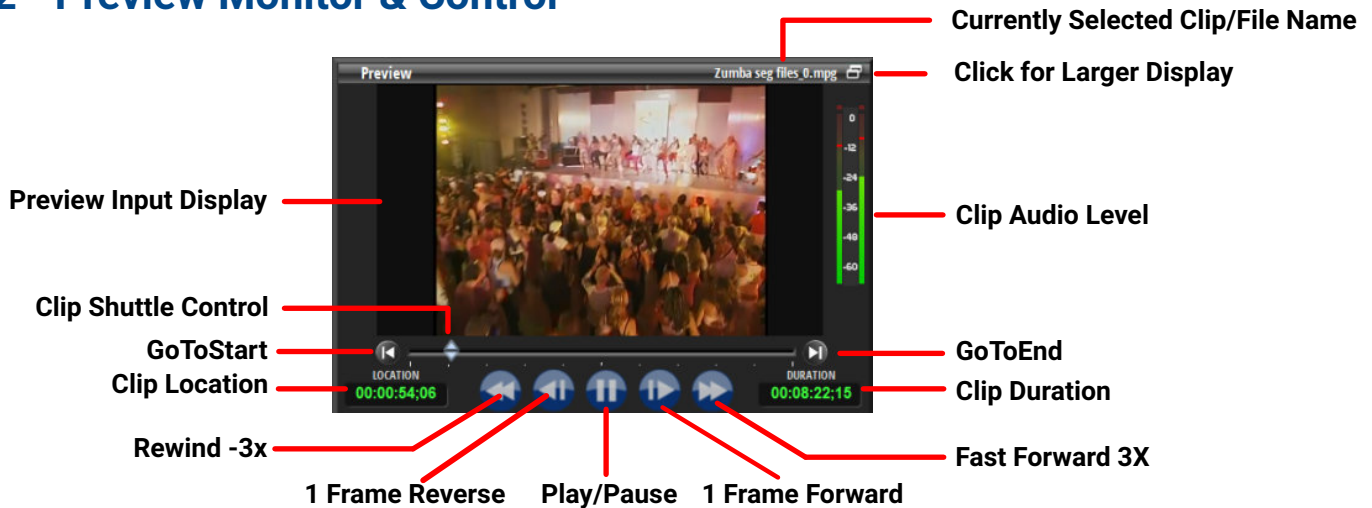 2 Preview Monitor & Control
Currently Selected Clip/File Name
Preview
Zumba seg files_0.mpg
Click for Larger Display
0
-12
-24
-36
-48
-60
Preview Input Display
Clip Audio Level
Clip Shuttle Control
GoToStart
GoToEnd
Clip Location
LOCATION
00:00:54;06
DURATION
00:08:22;15
Clip Duration
Rewind -3x
Fast Forward 3X
1 Frame Reverse
Play/Pause
1 Frame Forward